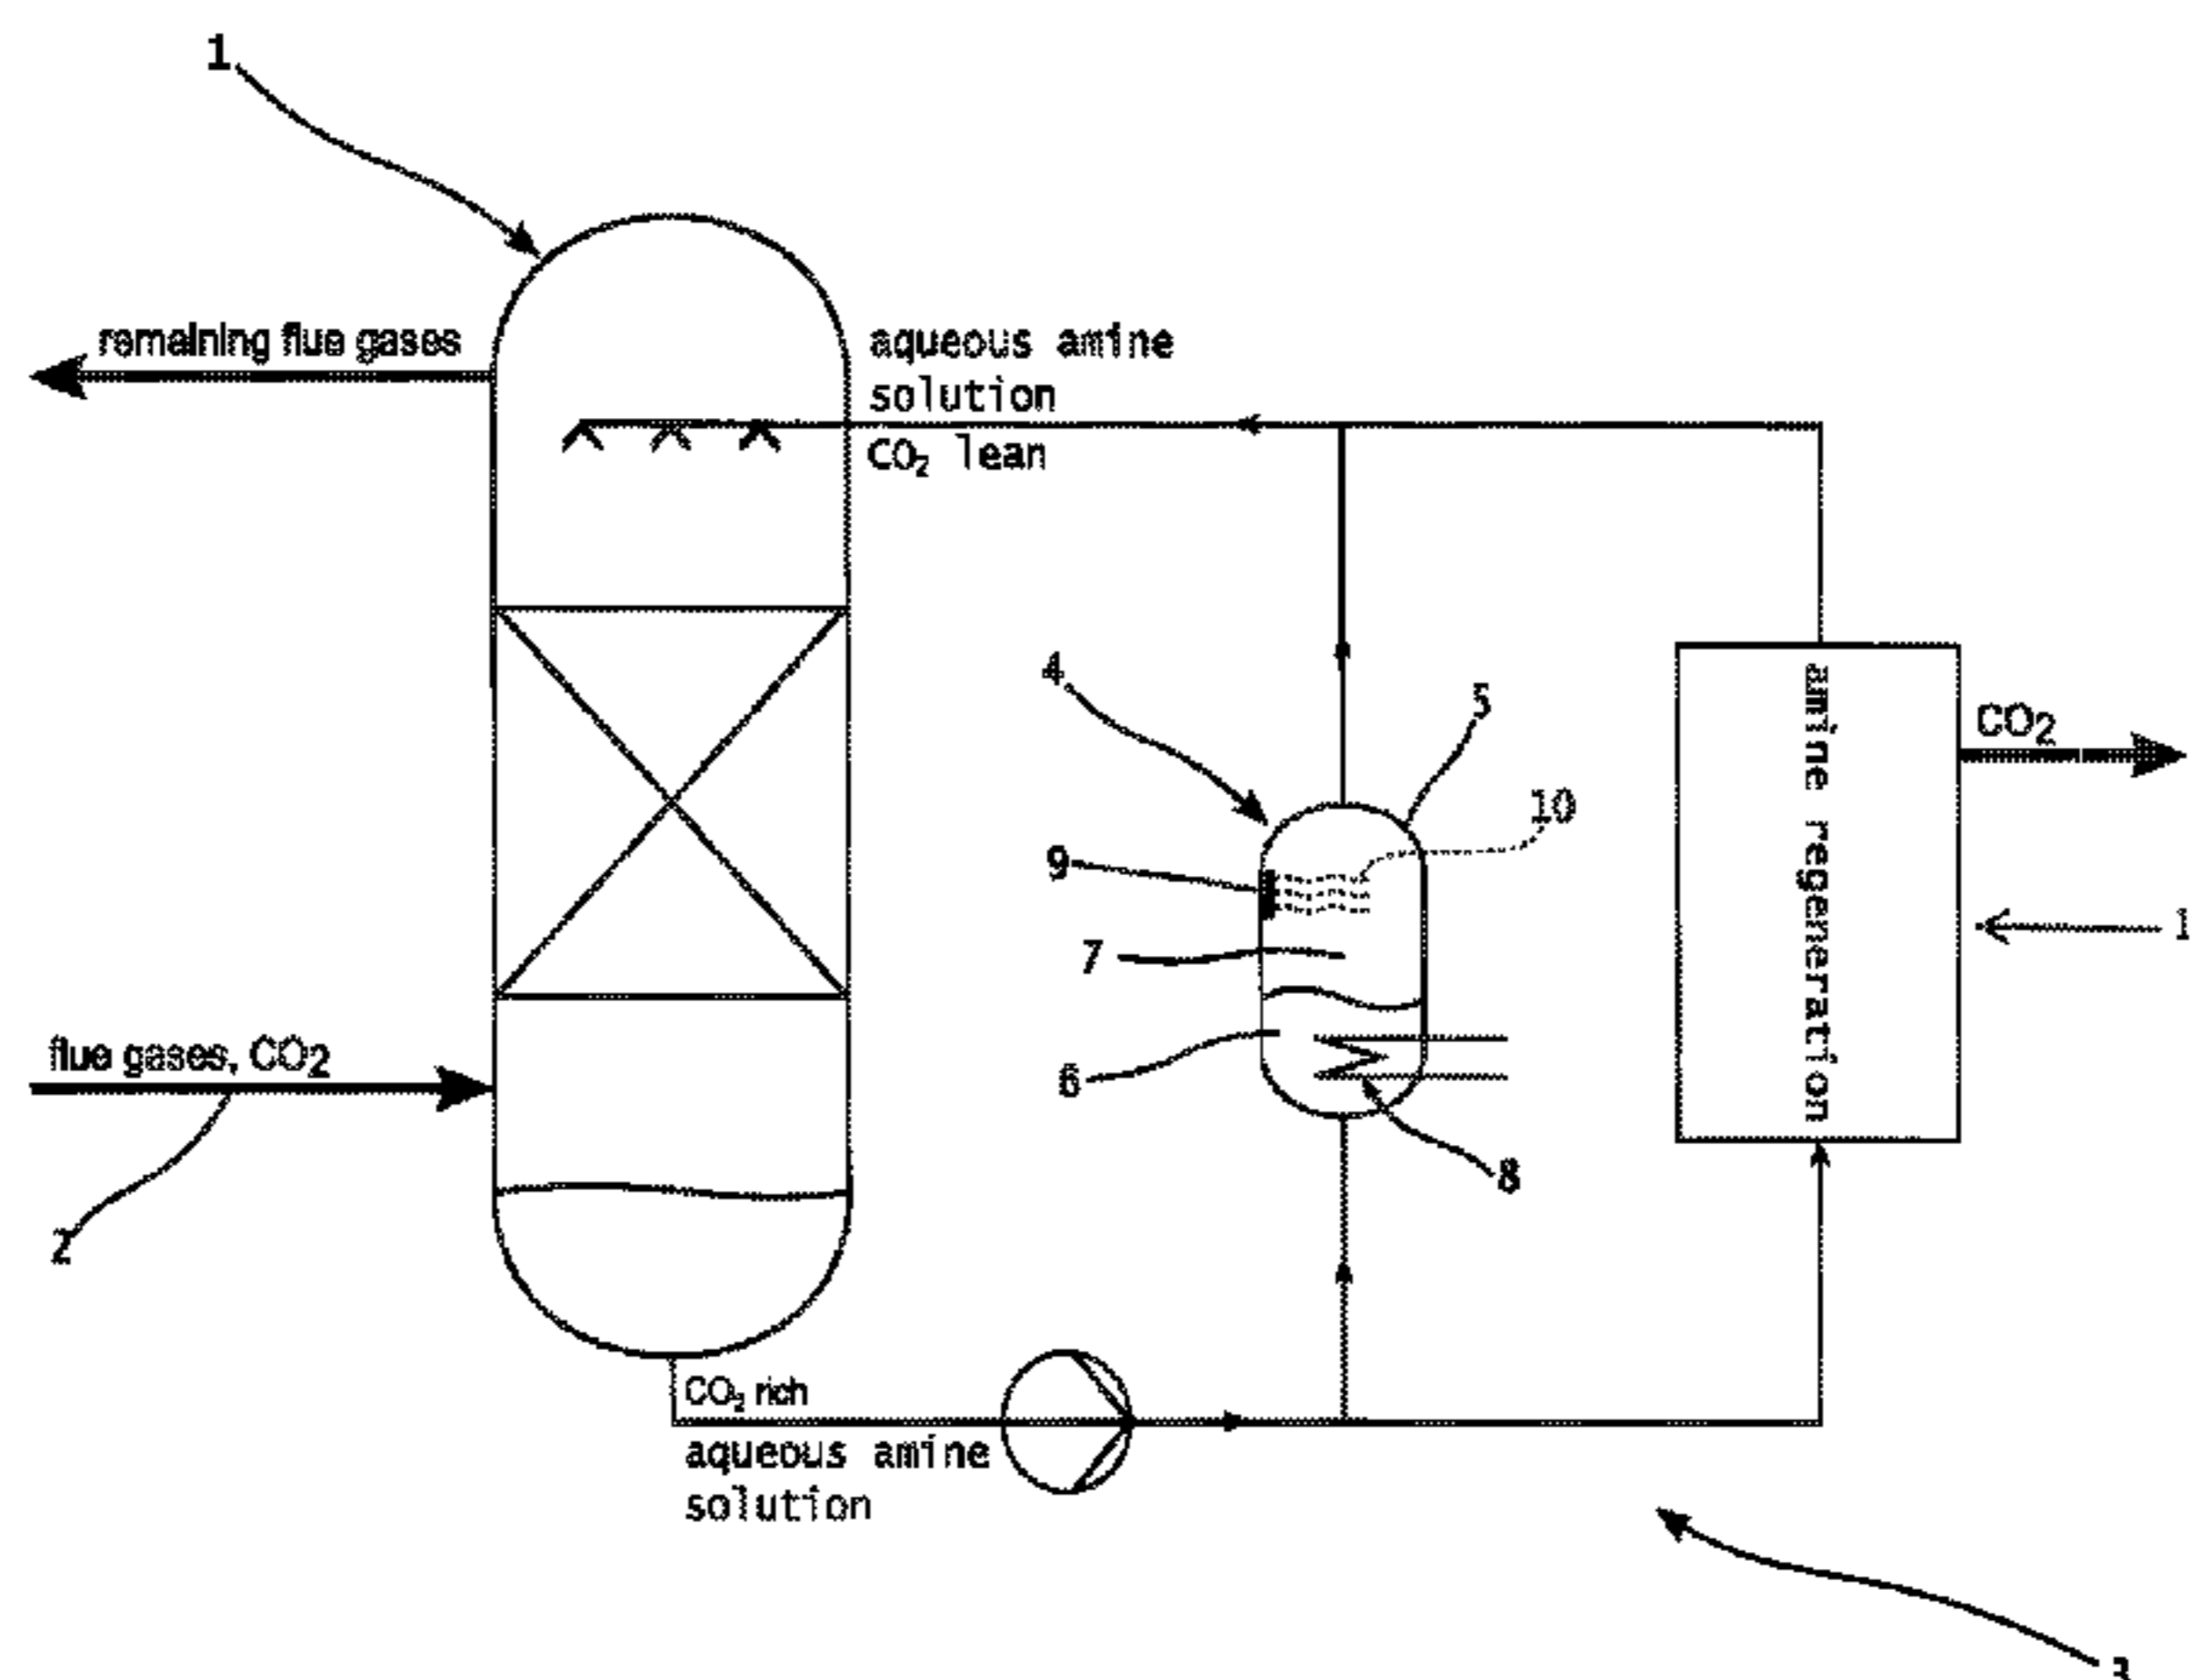 1
remaining flue gases
aqueous amine
solution
CO₂ lean
4
5
10
9
7
6
8
amine regeneration
CO₂
1
flue gases, CO₂
2
CO₂ rich
aqueous amine
solution
3